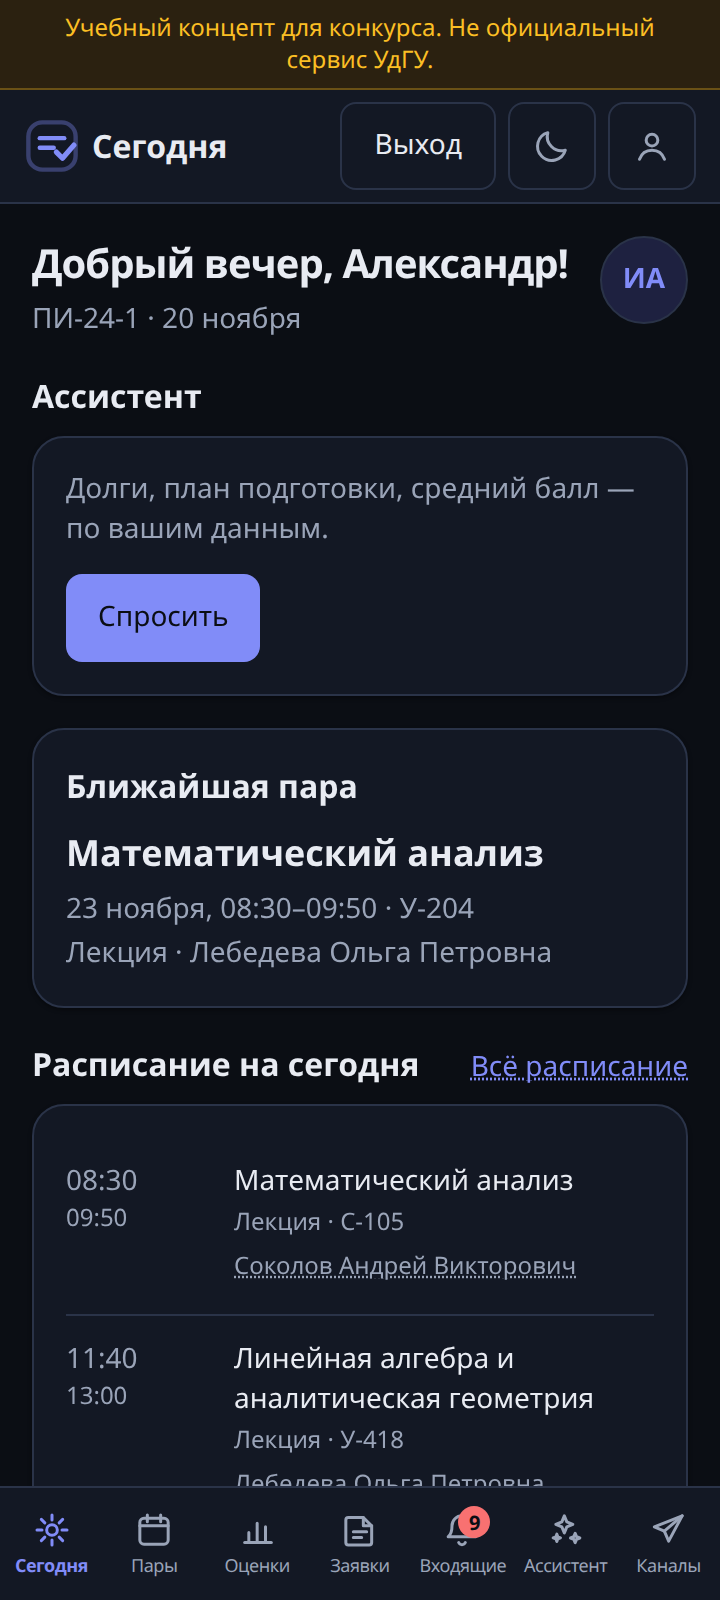 Учебный концепт для конкурса. Не официальный
сервис УдГУ.
Сегодня
Выход
Добрый вечер, Александр!
ИА
ПИ-24-1 · 20 ноября
Ассистент
Долги, план подготовки, средний балл —
по вашим данным.
Спросить
Ближайшая пара
Математический анализ
23 ноября, 08:30–09:50 · У-204
Лекция · Лебедева Ольга Петровна
Расписание на сегодня
Всё расписание
08:30
09:50
Математический анализ
Лекция · С-105
Соколов Андрей Викторович
11:40
13:00
Линейная алгебра и
аналитическая геометрия
Лекция · У-418
Лебедева Ольга Петровна
9
Сегодня
Пары
Оценки
Заявки
Входящие
Ассистент
Каналы